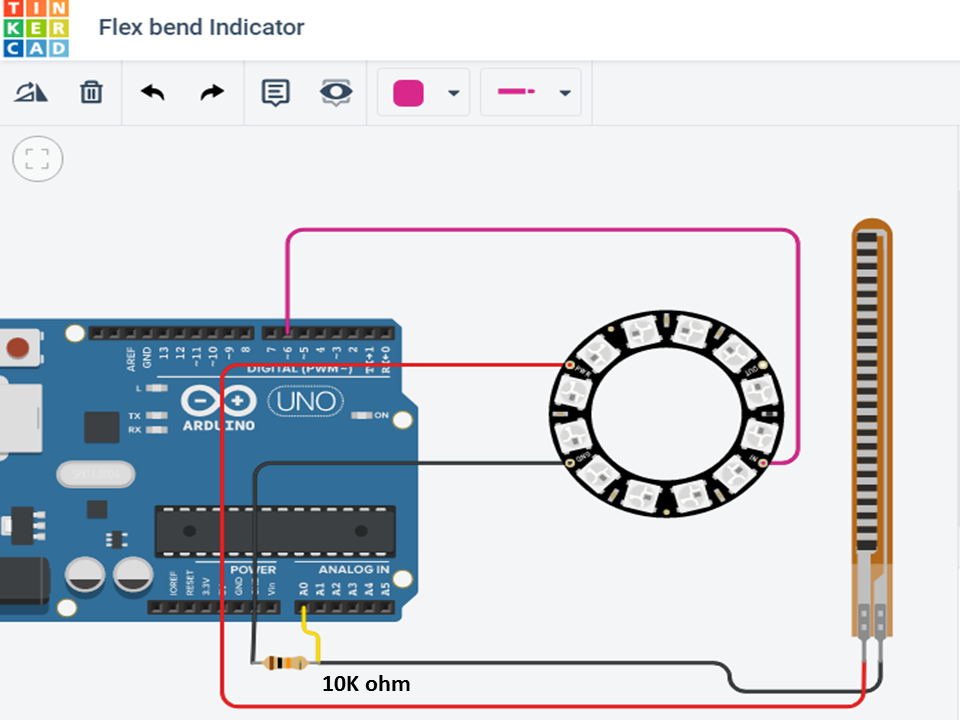 TIN
KER
CAD
Flex bend Indicator
AREF
GND
13
12
~11
~10
~9
8
7
~6
~5
4
~3
2
TX→1
RX←0
DIGITAL (PWM~)
L
TX
RX
ARDUINO
UNO
ON
PWR
OUT
GND
IN
POWER
ANALOG IN
IOREF
RESET
3.3V
GND
Vin
A0
A1
A2
A3
A4
A5
10K ohm